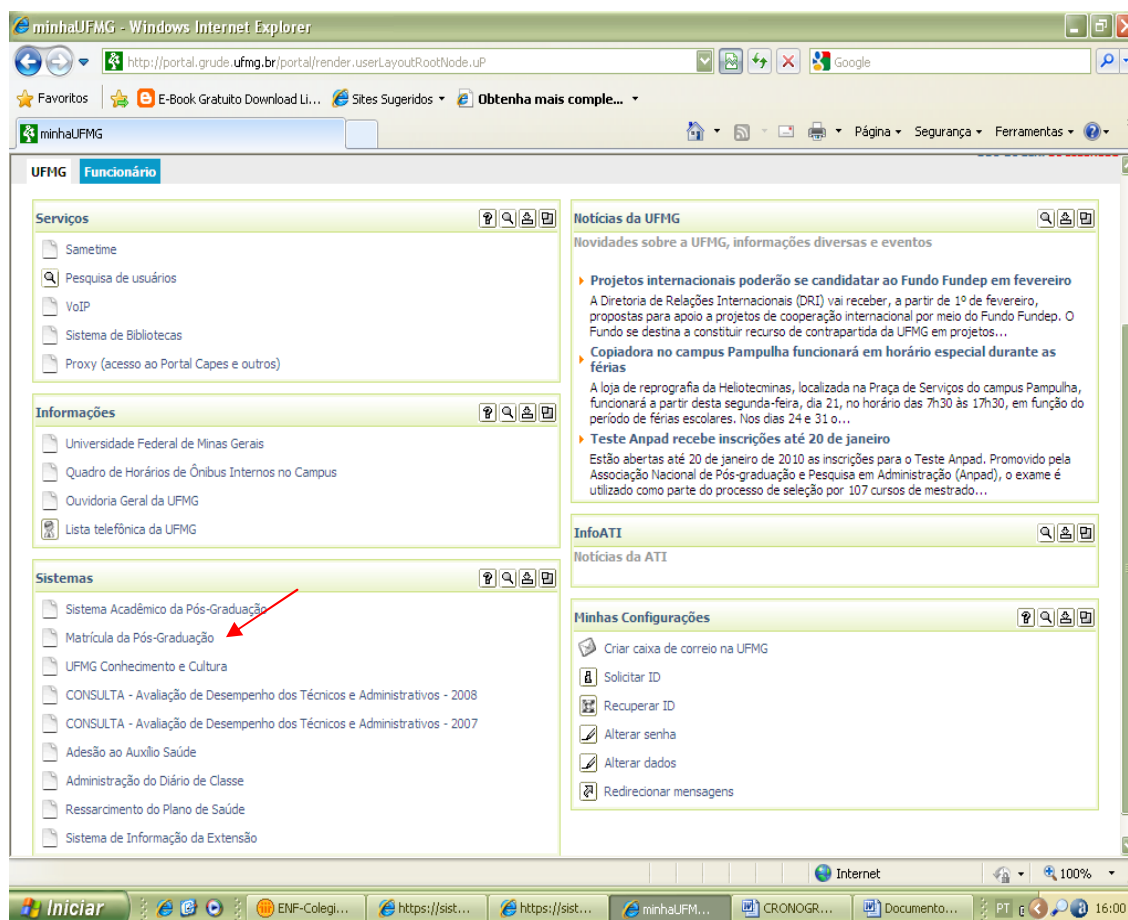 minhaUFMG - Windows Internet Explorer
http://portal.grude.ufmg.br/portal/render.userLayoutRootNode.uP
Google
Favoritos
E-Book Gratuito Download Li...
Sites Sugeridos
Obtenha mais comple...
minhaUFMG
Página
Segurança
Ferramentas
UFMG
Funcionário
Serviços
Sametime
Pesquisa de usuários
VoIP
Sistema de Bibliotecas
Proxy (acesso ao Portal Capes e outros)
Informações
Universidade Federal de Minas Gerais
Quadro de Horários de Ônibus Internos no Campus
Ouvidoria Geral da UFMG
Lista telefônica da UFMG
Sistemas
Sistema Acadêmico da Pós-Graduação
Matrícula da Pós-Graduação
UFMG Conhecimento e Cultura
CONSULTA - Avaliação de Desempenho dos Técnicos e Administrativos - 2008
CONSULTA - Avaliação de Desempenho dos Técnicos e Administrativos - 2007
Adesão ao Auxílio Saúde
Administração do Diário de Classe
Ressarcimento do Plano de Saúde
Sistema de Informação da Extensão
Notícias da UFMG
Novidades sobre a UFMG, informações diversas e eventos
Projetos internacionais poderão se candidatar ao Fundo Fundep em fevereiro
A Diretoria de Relações Internacionais (DRI) vai receber, a partir de 1º de fevereiro,
propostas para apoio a projetos de cooperação internacional por meio do Fundo Fundep. O
Fundo se destina a constituir recurso de contrapartida da UFMG em projetos...
Copiadora no campus Pampulha funcionará em horário especial durante as
férias
A loja de reprografia da Heliotecminas, localizada na Praça de Serviços do campus Pampulha,
funcionará a partir desta segunda-feira, dia 21, no horário das 7h30 às 17h30, em função do
período de férias escolares. Nos dias 24 e 31 o...
Teste Anpad recebe inscrições até 20 de janeiro
Estão abertas até 20 de janeiro de 2010 as inscrições para o Teste Anpad. Promovido pela
Associação Nacional de Pós-graduação e Pesquisa em Administração (Anpad), o exame é
utilizado como parte do processo de seleção por 107 cursos de mestrado...
InfoATI
Notícias da ATI
Minhas Configurações
Criar caixa de correio na UFMG
Solicitar ID
Recuperar ID
Alterar senha
Alterar dados
Redirecionar mensagens
Internet
100%
Iniciar
ENF-Colegi...
https://sist...
https://sist...
minhaUFM...
CRONOGR...
Documento...
PT
16:00